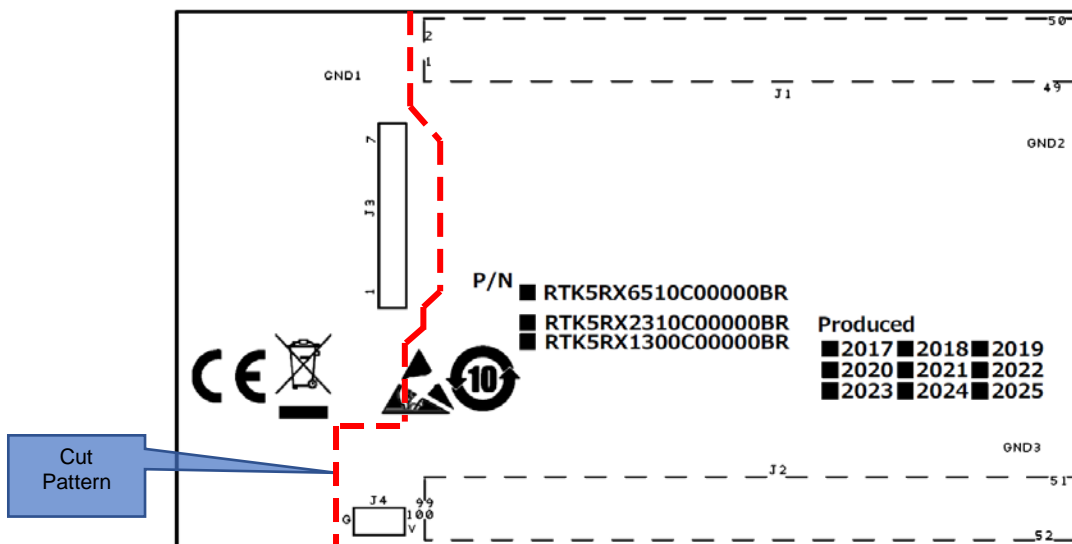 50
2
1
GND1
49
J1
7
GND2
J3
1
P/N
RTK5RX6510C00000BR
RTK5RX2310C00000BR
RTK5RX1300C00000BR
Produced
2017 2018 2019
2020 2021 2022
2023 2024 2025
CE
10
GND3
Cut
Pattern
J2
51
J4
99
100
G
V
52